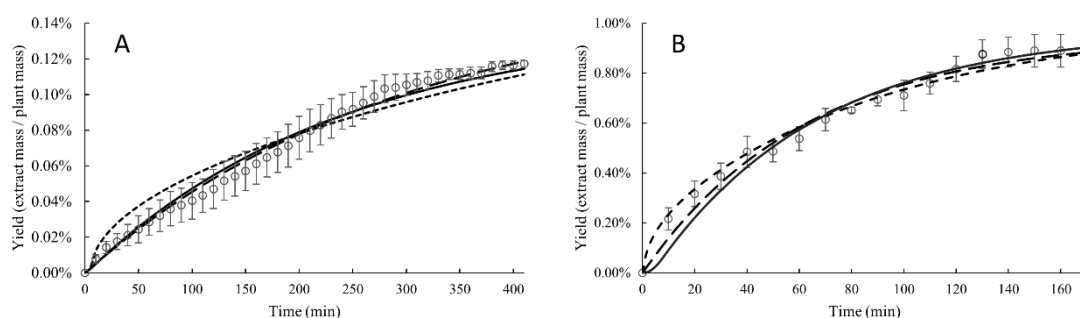 A
Yield (extract mass / plant mass)
0.14%
0.12%
0.10%
0.08%
0.06%
0.04%
0.02%
0.00%
0 50 100 150 200 250 300 350 400
Time (min)
B
Yield (extract mass / plant mass)
1.00%
0.80%
0.60%
0.40%
0.20%
0.00%
0 20 40 60 80 100 120 140 160
Time (min)